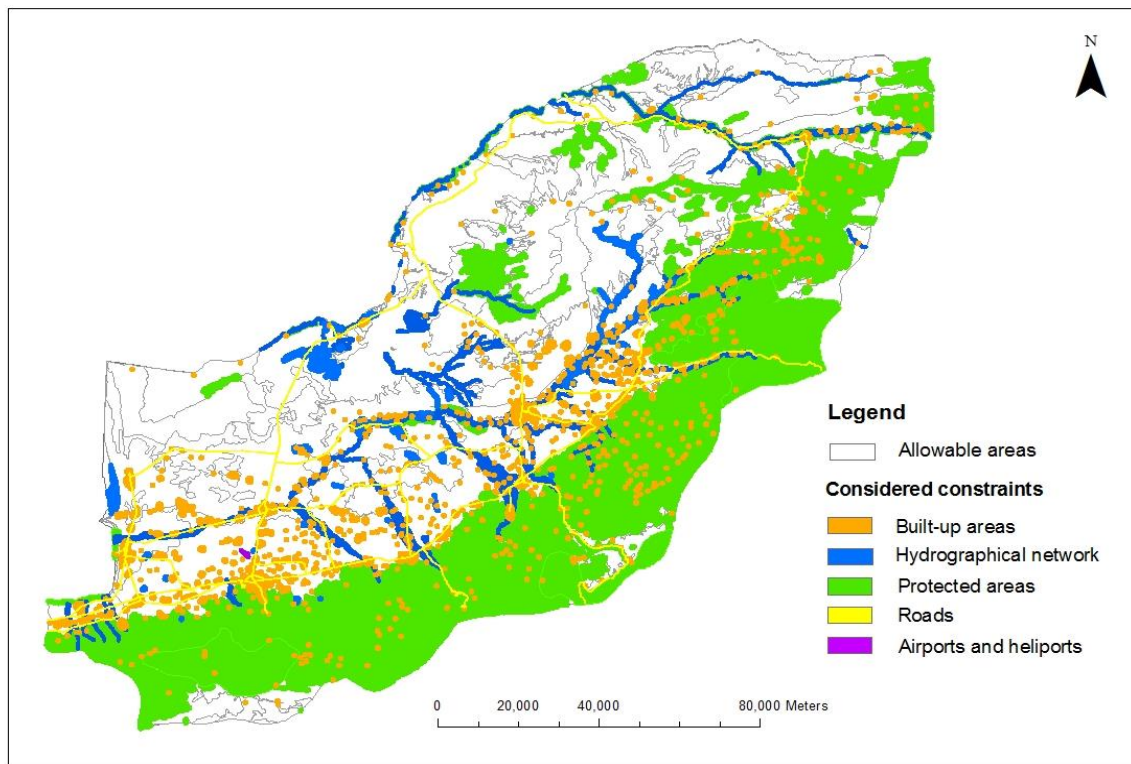 N
Legend
Allowable areas
Considered constraints
Built-up areas
Hydrographical network
Protected areas
Roads
Airports and heliports
0 20,000 40,000 80,000 Meters